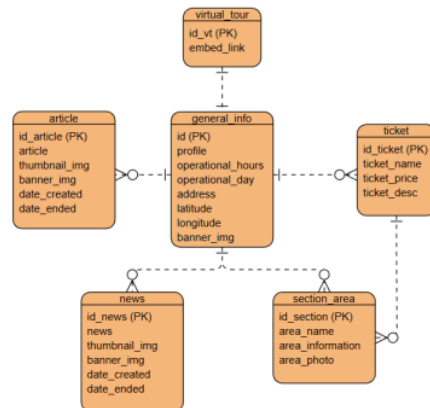 virtual_tour
id_vt (PK)
embed_link
article
id_article (PK)
article
thumbnail_img
banner_img
date_created
date_ended
general_info
id (PK)
profile
operational_hours
operational_day
address
latitude
longitude
banner_img
ticket
id_ticket (PK)
ticket_name
ticket_price
ticket_desc
news
id_news (PK)
news
thumbnail_img
banner_img
date_created
date_ended
section_area
id_section (PK)
area_name
area_information
area_photo